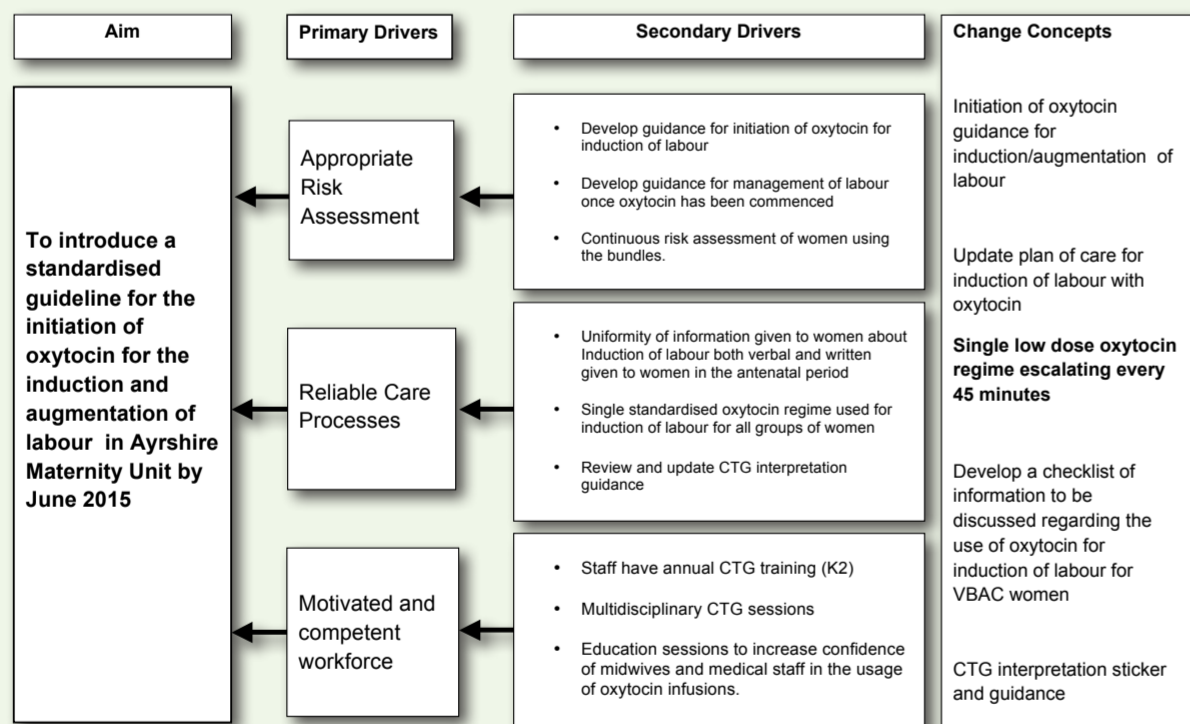 Aim
Primary Drivers
Secondary Drivers
Change Concepts
To introduce a
standardised
guideline for the
initiation of
oxytocin for the
induction and
augmentation of
labour in Ayrshire
Maternity Unit by
June 2015
Appropriate
Risk
Assessment
• Develop guidance for initiation of oxytocin for
induction of labour
• Develop guidance for management of labour
once oxytocin has been commenced
• Continuous risk assessment of women using
the bundles.
Reliable Care
Processes
• Uniformity of information given to women about
Induction of labour both verbal and written
given to women in the antenatal period
• Single standardised oxytocin regime used for
induction of labour for all groups of women
• Review and update CTG interpretation
guidance
Motivated and
competent
workforce
• Staff have annual CTG training (K2)
• Multidisciplinary CTG sessions
• Education sessions to increase confidence
of midwives and medical staff in the usage
of oxytocin infusions.
Initiation of oxytocin
guidance for
induction/augmentation of
labour
Update plan of care for
induction of labour with
oxytocin
Single low dose oxytocin
regime escalating every
45 minutes
Develop a checklist of
information to be
discussed regarding the
use of oxytocin for
induction of labour for
VBAC women
CTG interpretation sticker
and guidance